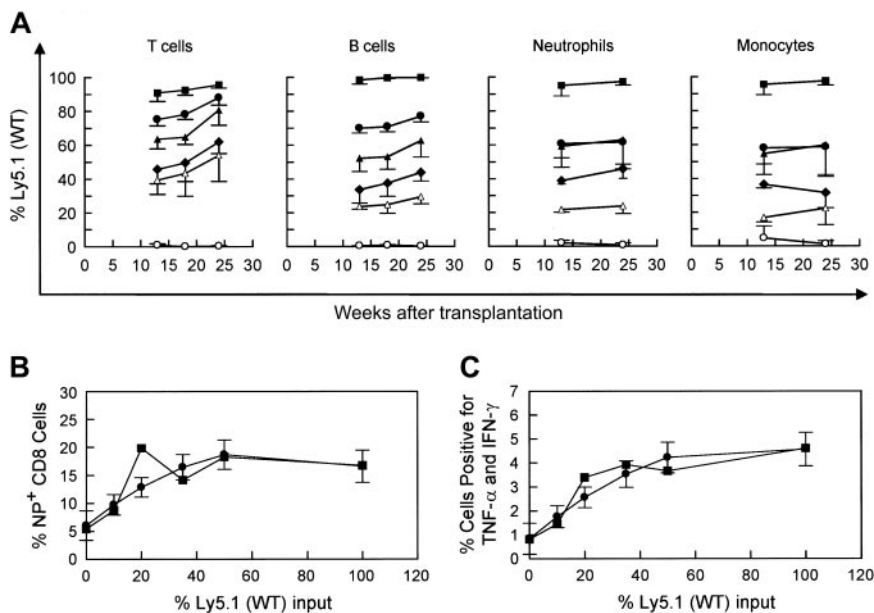 A
T cells
B cells
Neutrophils
Monocytes
% Ly5.1 (WT)
100
80
60
40
20
0
0 5 10 15 20 25 30
0 5 10 15 20 25 30
0 5 10 15 20 25 30
0 5 10 15 20 25 30
Weeks after transplantation
B
% NP+ CD8 Cells
30
25
20
15
10
5
0
0 20 40 60 80 100 120
% Ly5.1 (WT) input
C
% Cells Positive for
TNF-α and IFN-γ
7
6
5
4
3
2
1
0
0 20 40 60 80 100 120
% Ly5.1 (WT) input